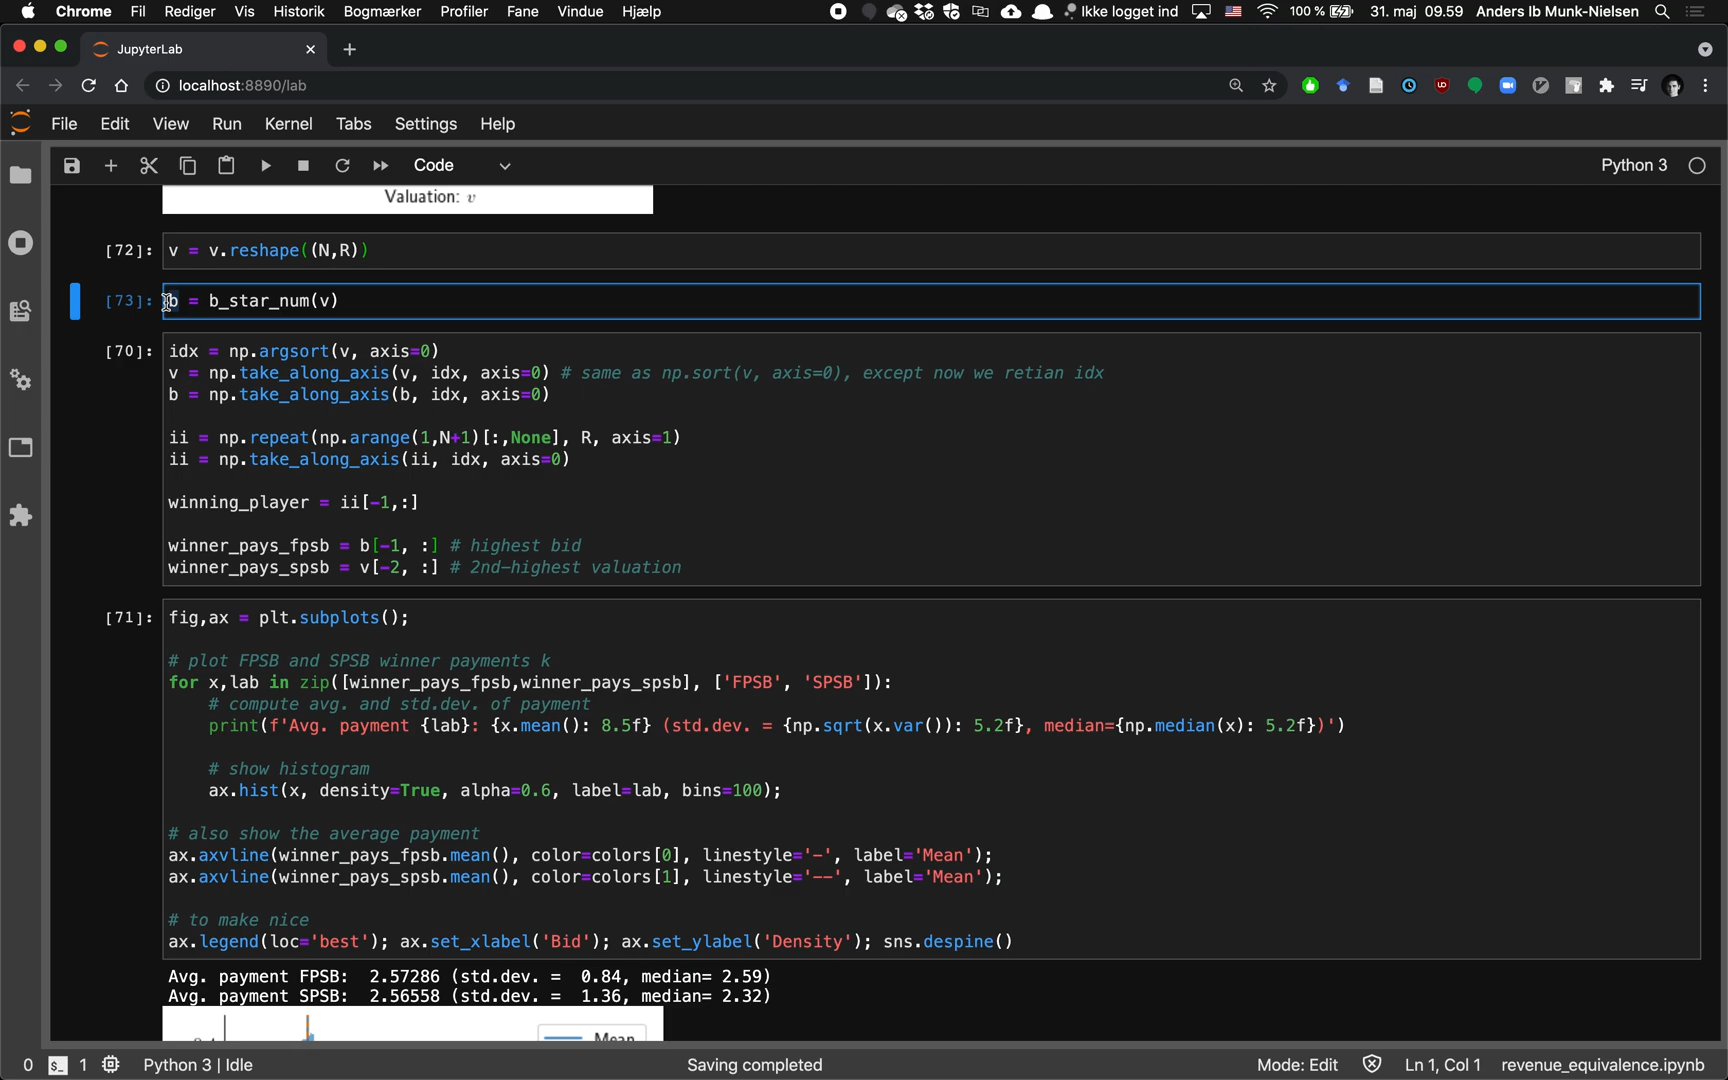 Chrome Fil Rediger Vis Historik Bogmærker Profiler Fane Vindue Hjælp Ikke logget ind 100 % 31. maj 09.59 Anders Ib Munk-Nielsen
JupyterLab
localhost:8890/lab
File Edit View Run Kernel Tabs Settings Help
Code Python 3
Valuation: v
[72]: v = v.reshape((N,R))
[73]: b = b_star_num(v)
[70]: idx = np.argsort(v, axis=0)
v = np.take_along_axis(v, idx, axis=0) # same as np.sort(v, axis=0), except now we retian idx
b = np.take_along_axis(b, idx, axis=0)
ii = np.repeat(np.arange(1,N+1)[:,None], R, axis=1)
ii = np.take_along_axis(ii, idx, axis=0)
winning_player = ii[-1,:]
winner_pays_fpsb = b[-1, :] # highest bid
winner_pays_spsb = v[-2, :] # 2nd-highest valuation
[71]: fig,ax = plt.subplots();
# plot FPSB and SPSB winner payments k
for x,lab in zip([winner_pays_fpsb,winner_pays_spsb], ['FPSB', 'SPSB']):
# compute avg. and std.dev. of payment
print(f'Avg. payment {lab}: {x.mean(): 8.5f} (std.dev. = {np.sqrt(x.var()): 5.2f}, median={np.median(x): 5.2f})')
# show histogram
ax.hist(x, density=True, alpha=0.6, label=lab, bins=100);
# also show the average payment
ax.axvline(winner_pays_fpsb.mean(), color=colors[0], linestyle='-', label='Mean');
ax.axvline(winner_pays_spsb.mean(), color=colors[1], linestyle='--', label='Mean');
# to make nice
ax.legend(loc='best'); ax.set_xlabel('Bid'); ax.set_ylabel('Density'); sns.despine()
Avg. payment FPSB: 2.57286 (std.dev. = 0.84, median= 2.59)
Avg. payment SPSB: 2.56558 (std.dev. = 1.36, median= 2.32)
Mean
0 $_ 1 Python 3 | Idle Saving completed Mode: Edit Ln 1, Col 1 revenue_equivalence.ipynb